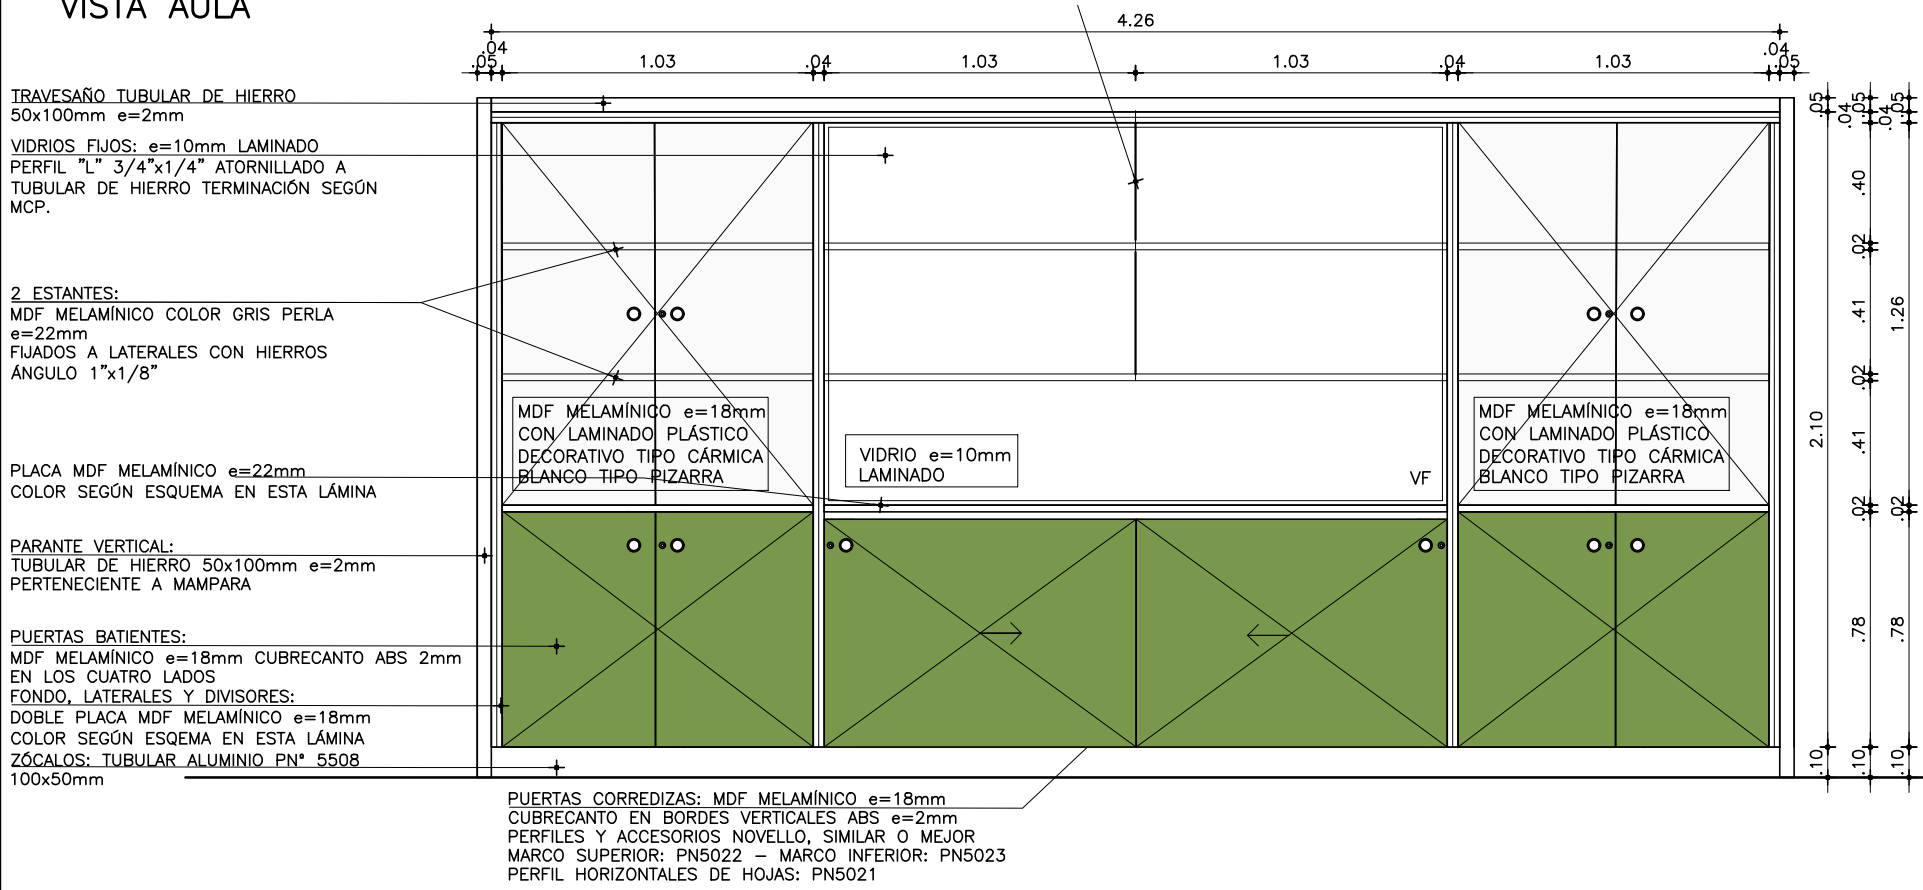 VISTA AULA
4.26
.04
.04
.05
1.03
.04
1.03
1.03
.04
1.03
.05
TRAVESAÑO TUBULAR DE HIERRO
50x100mm e=2mm
VIDRIOS FIJOS: e=10mm LAMINADO
PERFIL "L" 3/4"x1/4" ATORNILLADO A
TUBULAR DE HIERRO TERMINACIÓN SEGÚN
MCP.
2 ESTANTES:
MDF MELAMÍNICO COLOR GRIS PERLA
e=22mm
FIJADOS A LATERALES CON HIERROS
ÁNGULO 1"x1/8"
PLACA MDF MELAMÍNICO e=22mm
COLOR SEGÚN ESQUEMA EN ESTA LÁMINA
PARANTE VERTICAL:
TUBULAR DE HIERRO 50x100mm e=2mm
PERTENECIENTE A MAMPARA
PUERTAS BATIENTES:
MDF MELAMÍNICO e=18mm CUBRECANTO ABS 2mm
EN LOS CUATRO LADOS
FONDO, LATERALES Y DIVISORES:
DOBLE PLACA MDF MELAMÍNICO e=18mm
COLOR SEGÚN ESQEMA EN ESTA LÁMINA
ZÓCALOS: TUBULAR ALUMINIO PN° 5508
100x50mm
MDF MELAMÍNICO e=18mm
CON LAMINADO PLÁSTICO
DECORATIVO TIPO CÁRMICA
BLANCO TIPO PIZARRA
VIDRIO e=10mm
LAMINADO
VF
MDF MELAMÍNICO e=18mm
CON LAMINADO PLÁSTICO
DECORATIVO TIPO CÁRMICA
BLANCO TIPO PIZARRA
PUERTAS CORREDIZAS: MDF MELAMÍNICO e=18mm
CUBRECANTO EN BORDES VERTICALES ABS e=2mm
PERFILES Y ACCESORIOS NOVELLO, SIMILAR O MEJOR
MARCO SUPERIOR: PN5022 – MARCO INFERIOR: PN5023
PERFIL HORIZONTALES DE HOJAS: PN5021
.05
2.10
.10
.05
.04
.40
.02
.41
.02
.41
.02
.78
.10
.05
.04
1.26
.02
.78
.10